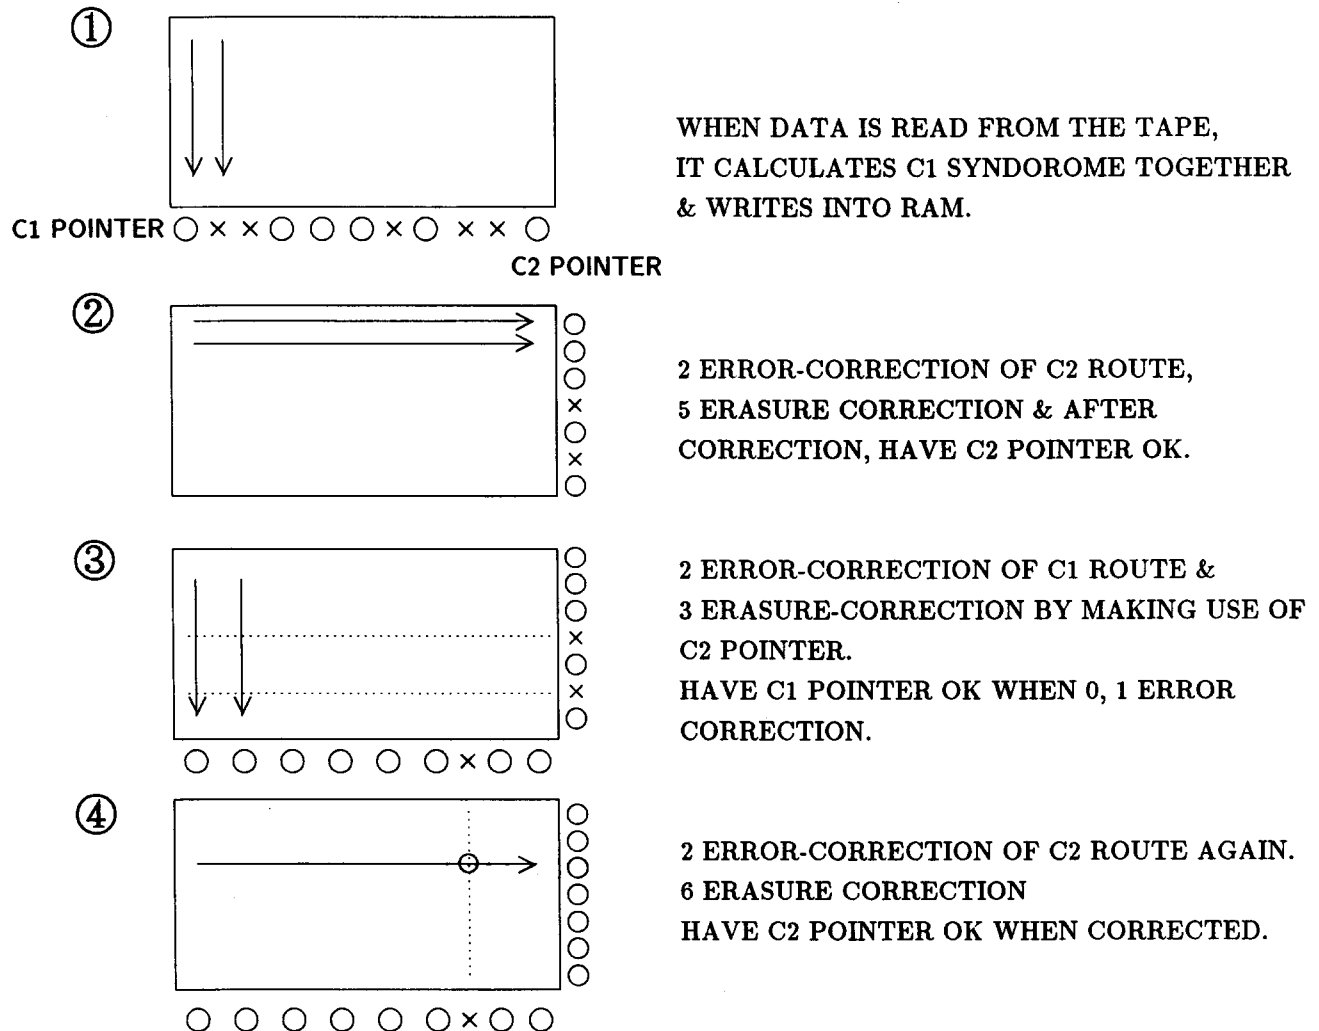 ①
WHEN DATA IS READ FROM THE TAPE,
IT CALCULATES C1 SYNDOROME TOGETHER
& WRITES INTO RAM.
C1 POINTER ○ × × ○ ○ ○ × ○ × × ○
C2 POINTER
②
○
○
○
×
○
×
○
2 ERROR-CORRECTION OF C2 ROUTE,
5 ERASURE CORRECTION & AFTER
CORRECTION, HAVE C2 POINTER OK.
③
○
○
○
×
○
×
○
2 ERROR-CORRECTION OF C1 ROUTE &
3 ERASURE-CORRECTION BY MAKING USE OF
C2 POINTER.
HAVE C1 POINTER OK WHEN 0, 1 ERROR
CORRECTION.
○ ○ ○ ○ ○ ○ × ○ ○
④
○
○
○
○
○
○
○
2 ERROR-CORRECTION OF C2 ROUTE AGAIN.
6 ERASURE CORRECTION
HAVE C2 POINTER OK WHEN CORRECTED.
○ ○ ○ ○ ○ ○ × ○ ○